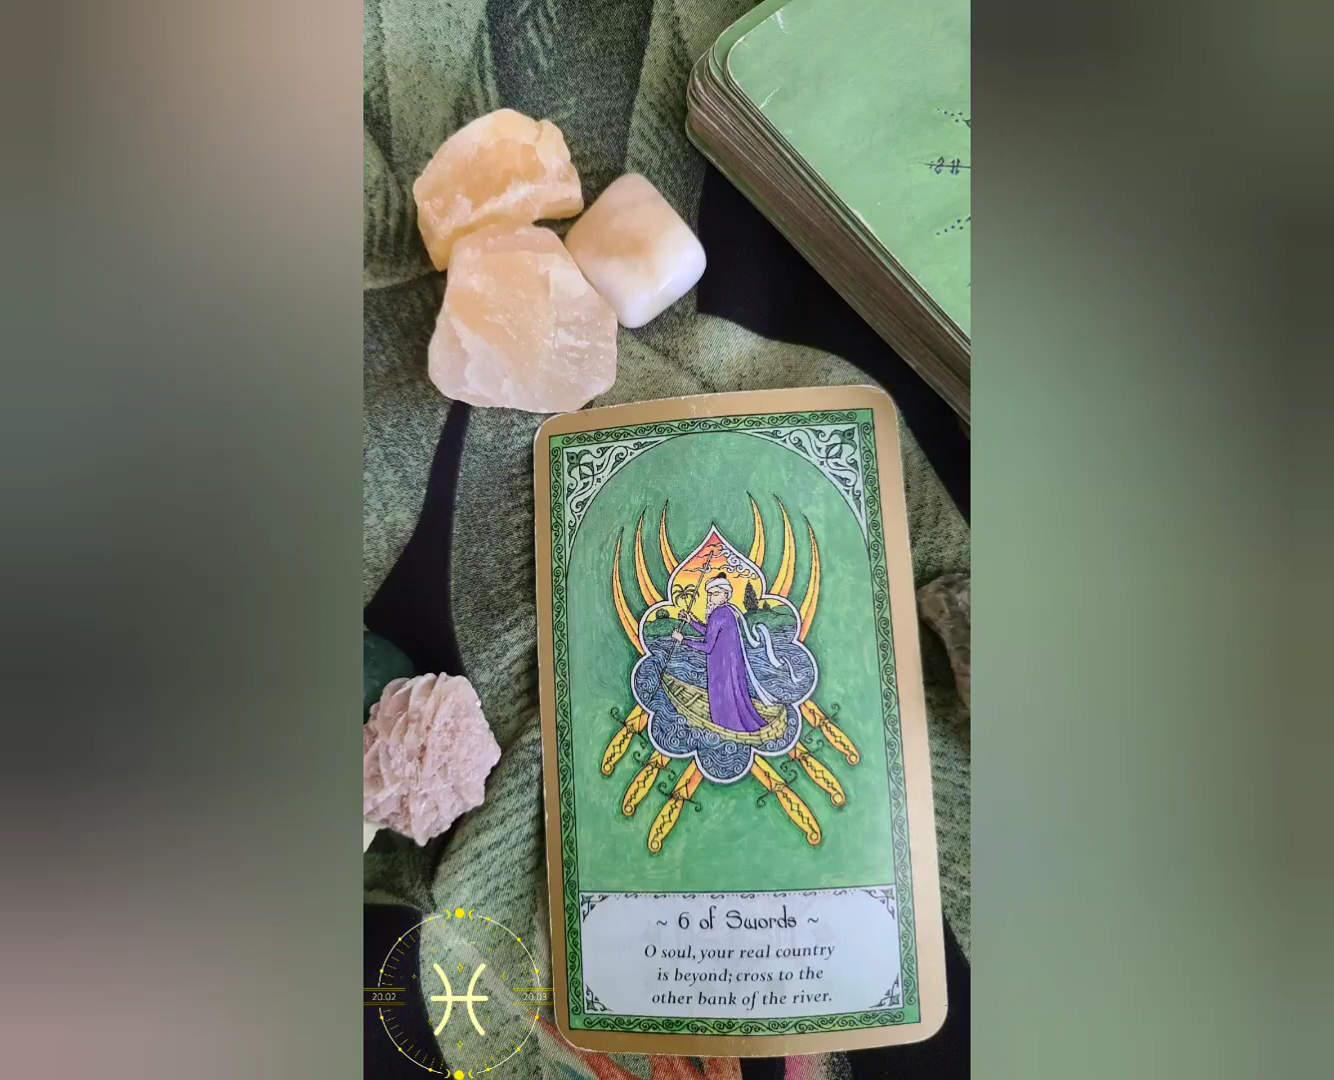 ~ 6 of Swords ~
O soul, your real country
is beyond; cross to the
other bank of the river.
20.02
20.03